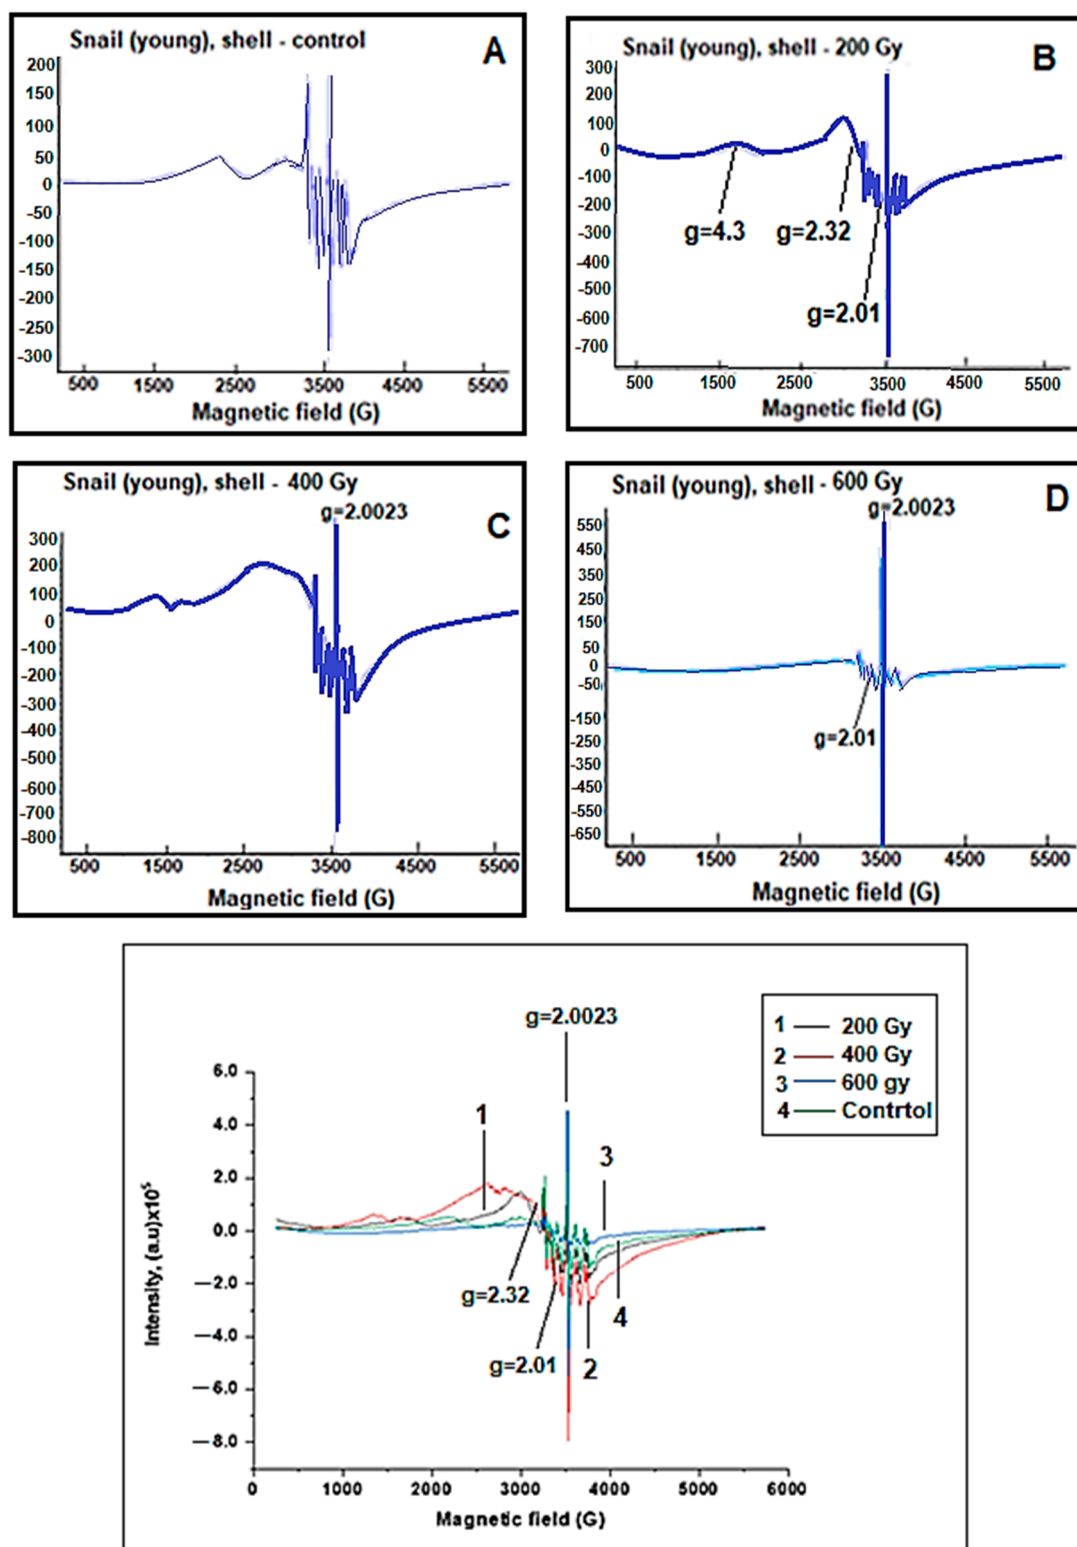 Snail (young), shell - control
A
200
150
100
50
0
-50
-100
-150
-200
-250
-300
500 1500 2500 3500 4500 5500
Magnetic field (G)
Snail (young), shell - 200 Gy
B
300
200
100
0
-100
-200
-300
-400
-500
-600
-700
g=4.3
g=2.32
g=2.01
500 1500 2500 3500 4500 5500
Magnetic field (G)
Snail (young), shell - 400 Gy
g=2.0023
C
300
200
100
0
-100
-200
-300
-400
-500
-600
-700
-800
500 1500 2500 3500 4500 5500
Magnetic field (G)
Snail (young), shell - 600 Gy
g=2.0023
D
550
450
350
250
150
50
0
-50
-150
-250
-350
-450
-550
-650
g=2.01
500 1500 2500 3500 4500 5500
Magnetic field (G)
g=2.0023
1 — 200 Gy
2 — 400 Gy
3 — 600 gy
4 — Contrtol
6.0
4.0
2.0
0.0
—2.0
—4.0
—6.0
—8.0
Intensity, (a.u)x10⁵
1
3
g=2.32
g=2.01
2
4
0 1000 2000 3000 4000 5000 6000
Magnetic field (G)